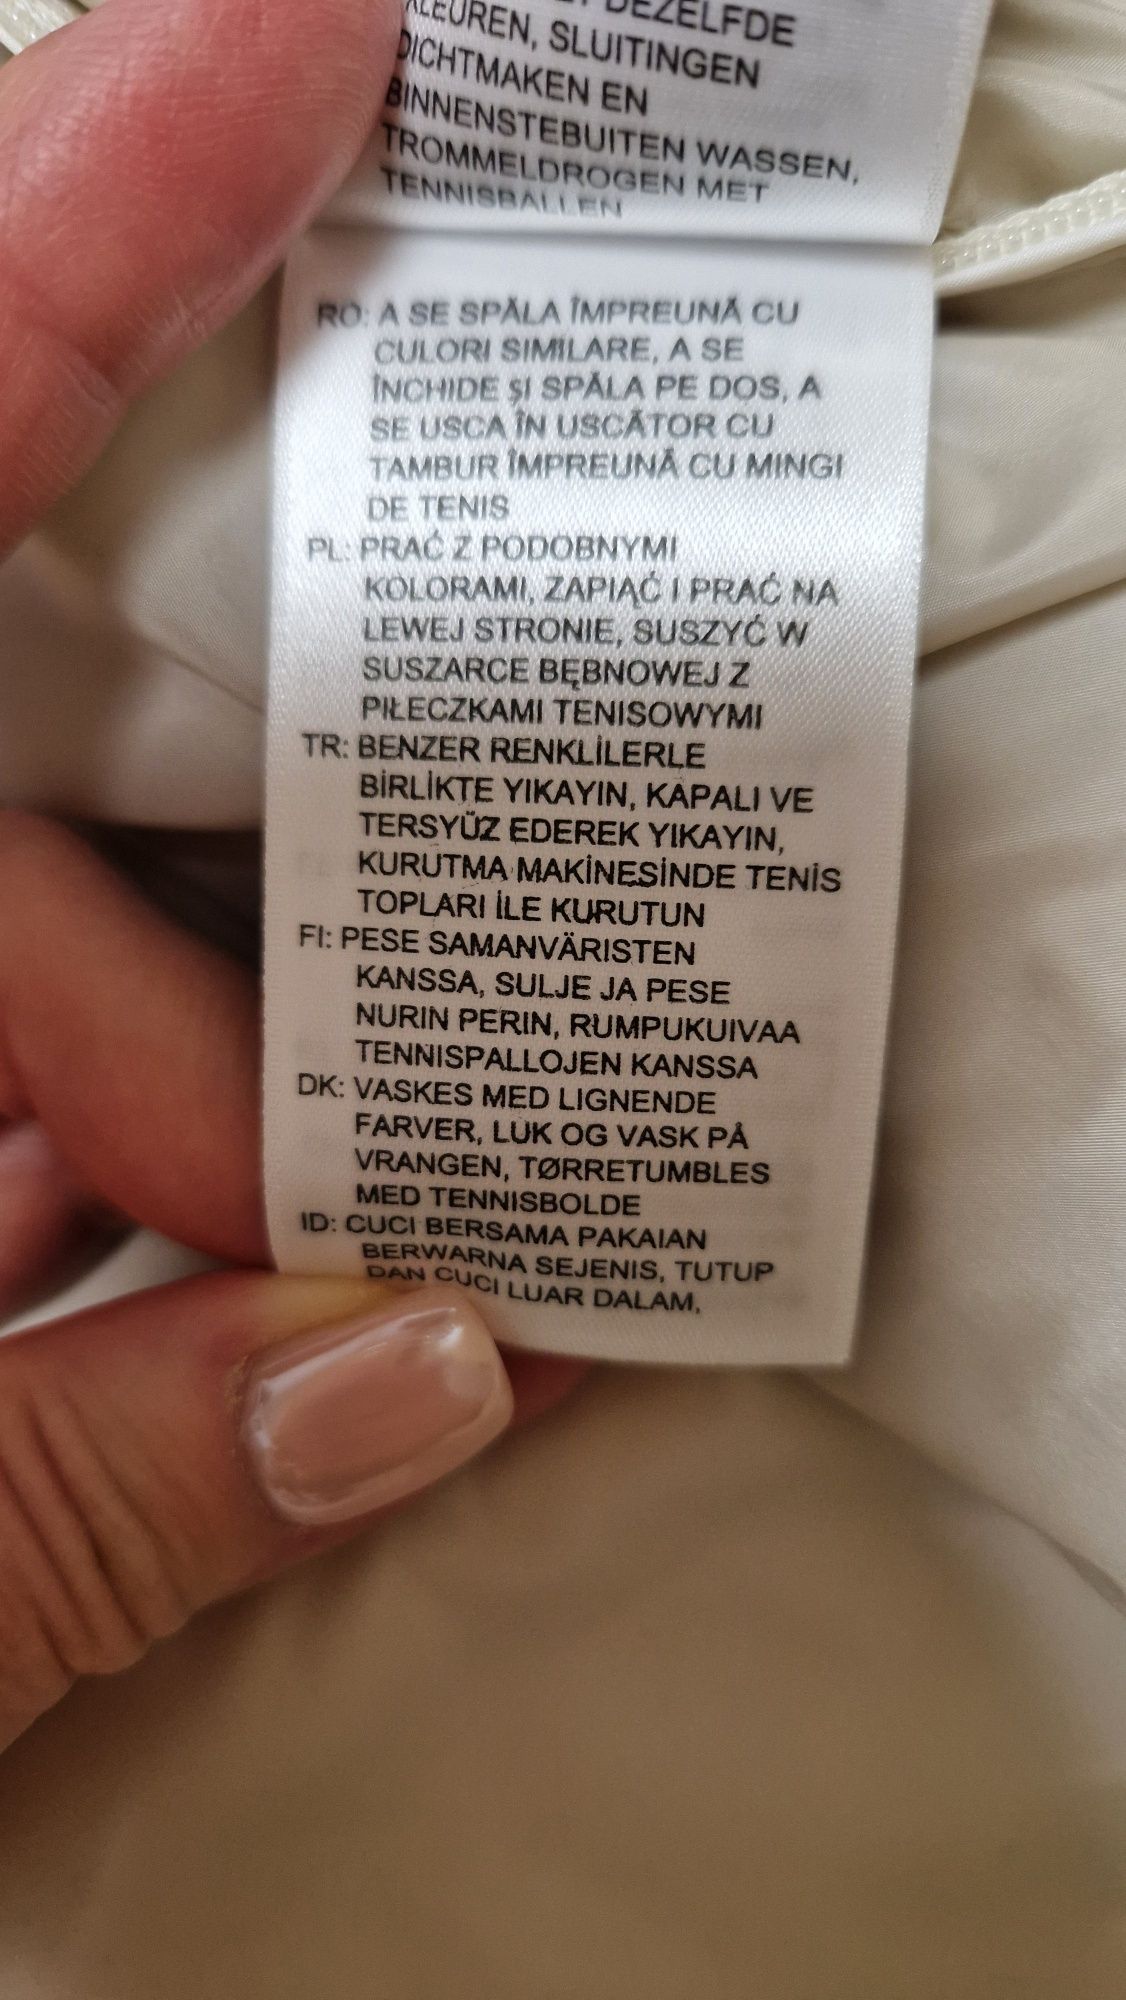 DEZELFDE
KLEUREN, SLUITINGEN
DICHTMAKEN EN
BINNENSTEBUITEN WASSEN,
TROMMELDROGEN MET
TENNISBALLEN
RO: A SE SPĂLA ÎMPREUNĂ CU
CULORI SIMILARE, A SE
ÎNCHIDE ȘI SPĂLA PE DOS, A
SE USCA ÎN USCĂTOR CU
TAMBUR ÎMPREUNĂ CU MINGI
DE TENIS
PL: PRAĆ Z PODOBNYMI
KOLORAMI, ZAPIĄĆ I PRAĆ NA
LEWEJ STRONIE, SUSZYĆ W
SUSZARCE BĘBNOWEJ Z
PIŁECZKAMI TENISOWYMI
TR: BENZER RENKLİLERLE
BİRLİKTE YIKAYIN, KAPALI VE
TERSYÜZ EDEREK YIKAYIN,
KURUTMA MAKİNESİNDE TENİS
TOPLARI İLE KURUTUN
FI: PESE SAMANVÄRISTEN
KANSSA, SULJE JA PESE
NURIN PERIN, RUMPUKUIVAA
TENNISPALLOJEN KANSSA
DK: VASKES MED LIGNENDE
FARVER, LUK OG VASK PÅ
VRANGEN, TØRRETUMBLES
MED TENNISBOLDE
ID: CUCI BERSAMA PAKAIAN
BERWARNA SEJENIS, TUTUP
DAN CUCI LUAR DALAM,